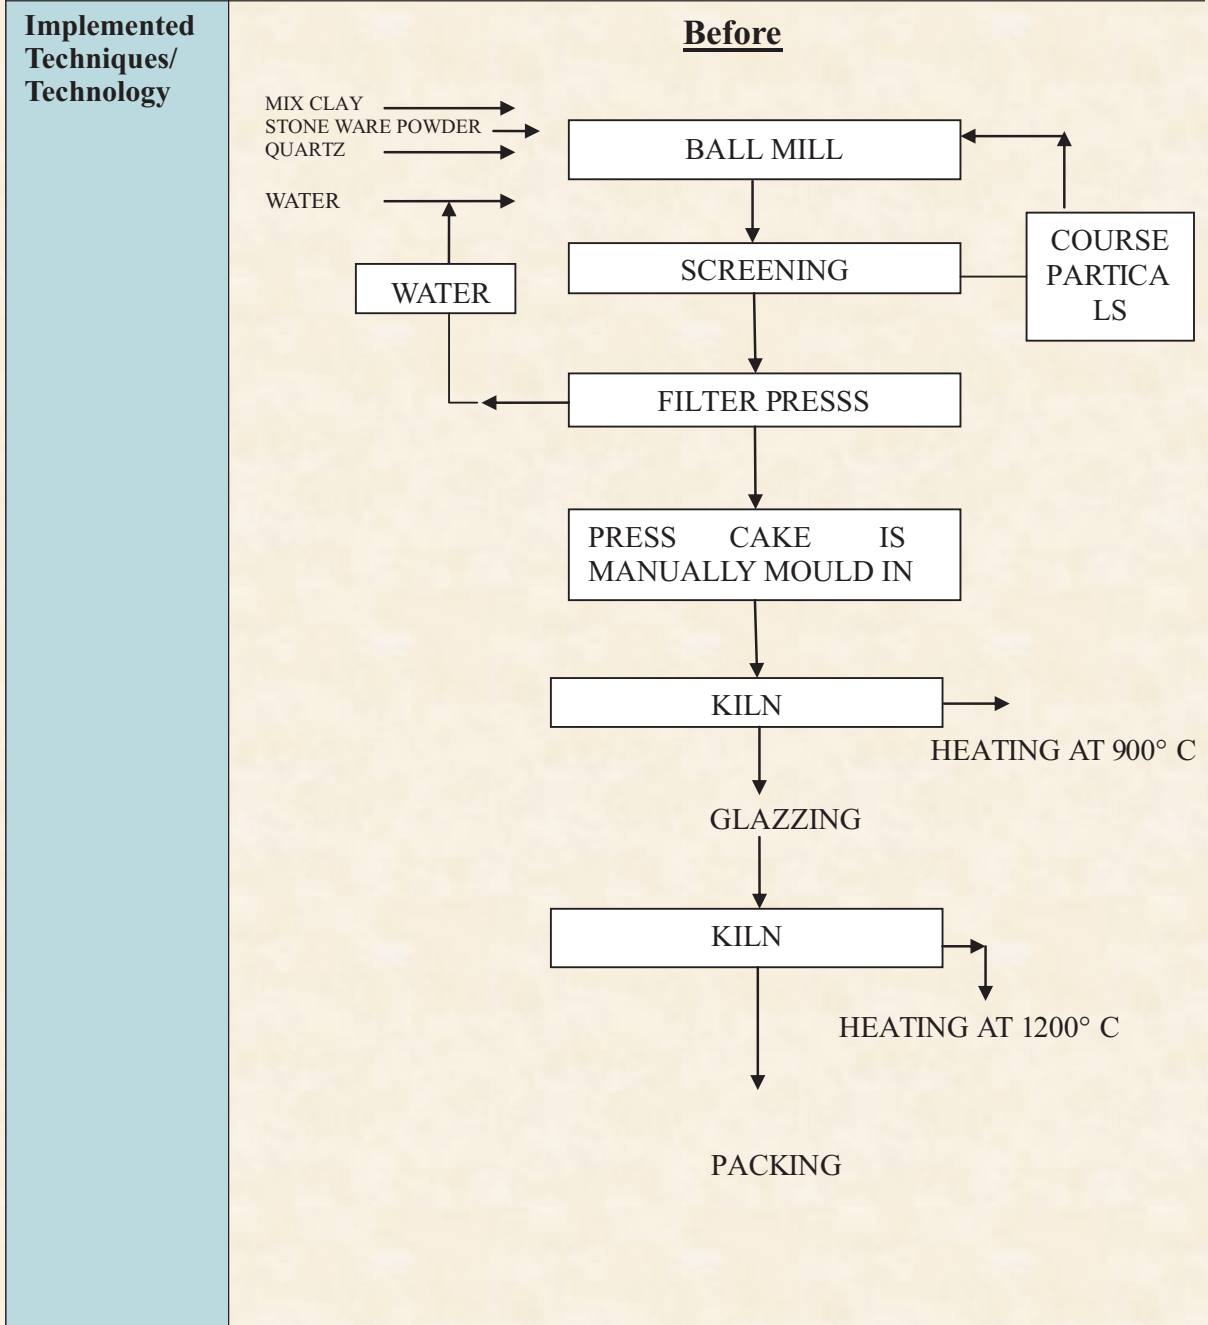 Implemented
Techniques/
Technology
Before
MIX CLAY
STONE WARE POWDER
QUARTZ
WATER
BALL MILL
COURSE
PARTICA
LS
SCREENING
WATER
FILTER PRESSS
PRESS CAKE IS
MANUALLY MOULD IN
KILN
HEATING AT 900° C
GLAZZING
KILN
HEATING AT 1200° C
PACKING